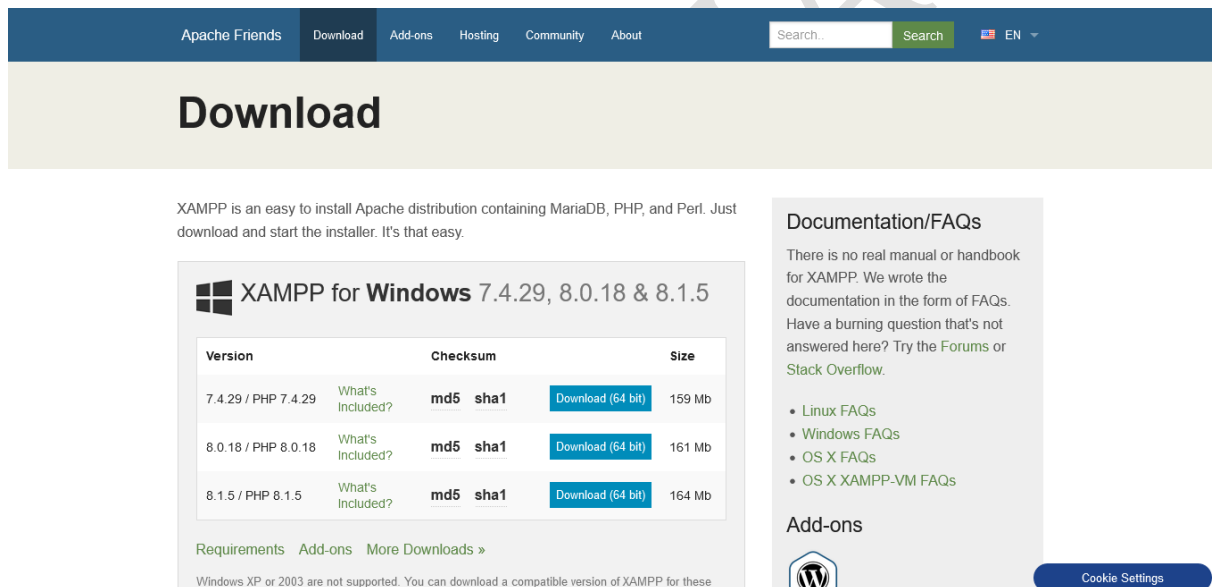 Apache Friends Download Add-ons Hosting Community About Search.. Search EN
Download
XAMPP is an easy to install Apache distribution containing MariaDB, PHP, and Perl. Just
download and start the installer. It's that easy.
XAMPP for Windows 7.4.29, 8.0.18 & 8.1.5
Version Checksum Size
7.4.29 / PHP 7.4.29 What's Included? md5 sha1 Download (64 bit) 159 Mb
8.0.18 / PHP 8.0.18 What's Included? md5 sha1 Download (64 bit) 161 Mb
8.1.5 / PHP 8.1.5 What's Included? md5 sha1 Download (64 bit) 164 Mb
Requirements Add-ons More Downloads »
Windows XP or 2003 are not supported. You can download a compatible version of XAMPP for these
Documentation/FAQs
There is no real manual or handbook
for XAMPP. We wrote the
documentation in the form of FAQs.
Have a burning question that's not
answered here? Try the Forums or
Stack Overflow.
• Linux FAQs
• Windows FAQs
• OS X FAQs
• OS X XAMPP-VM FAQs
Add-ons
Cookie Settings